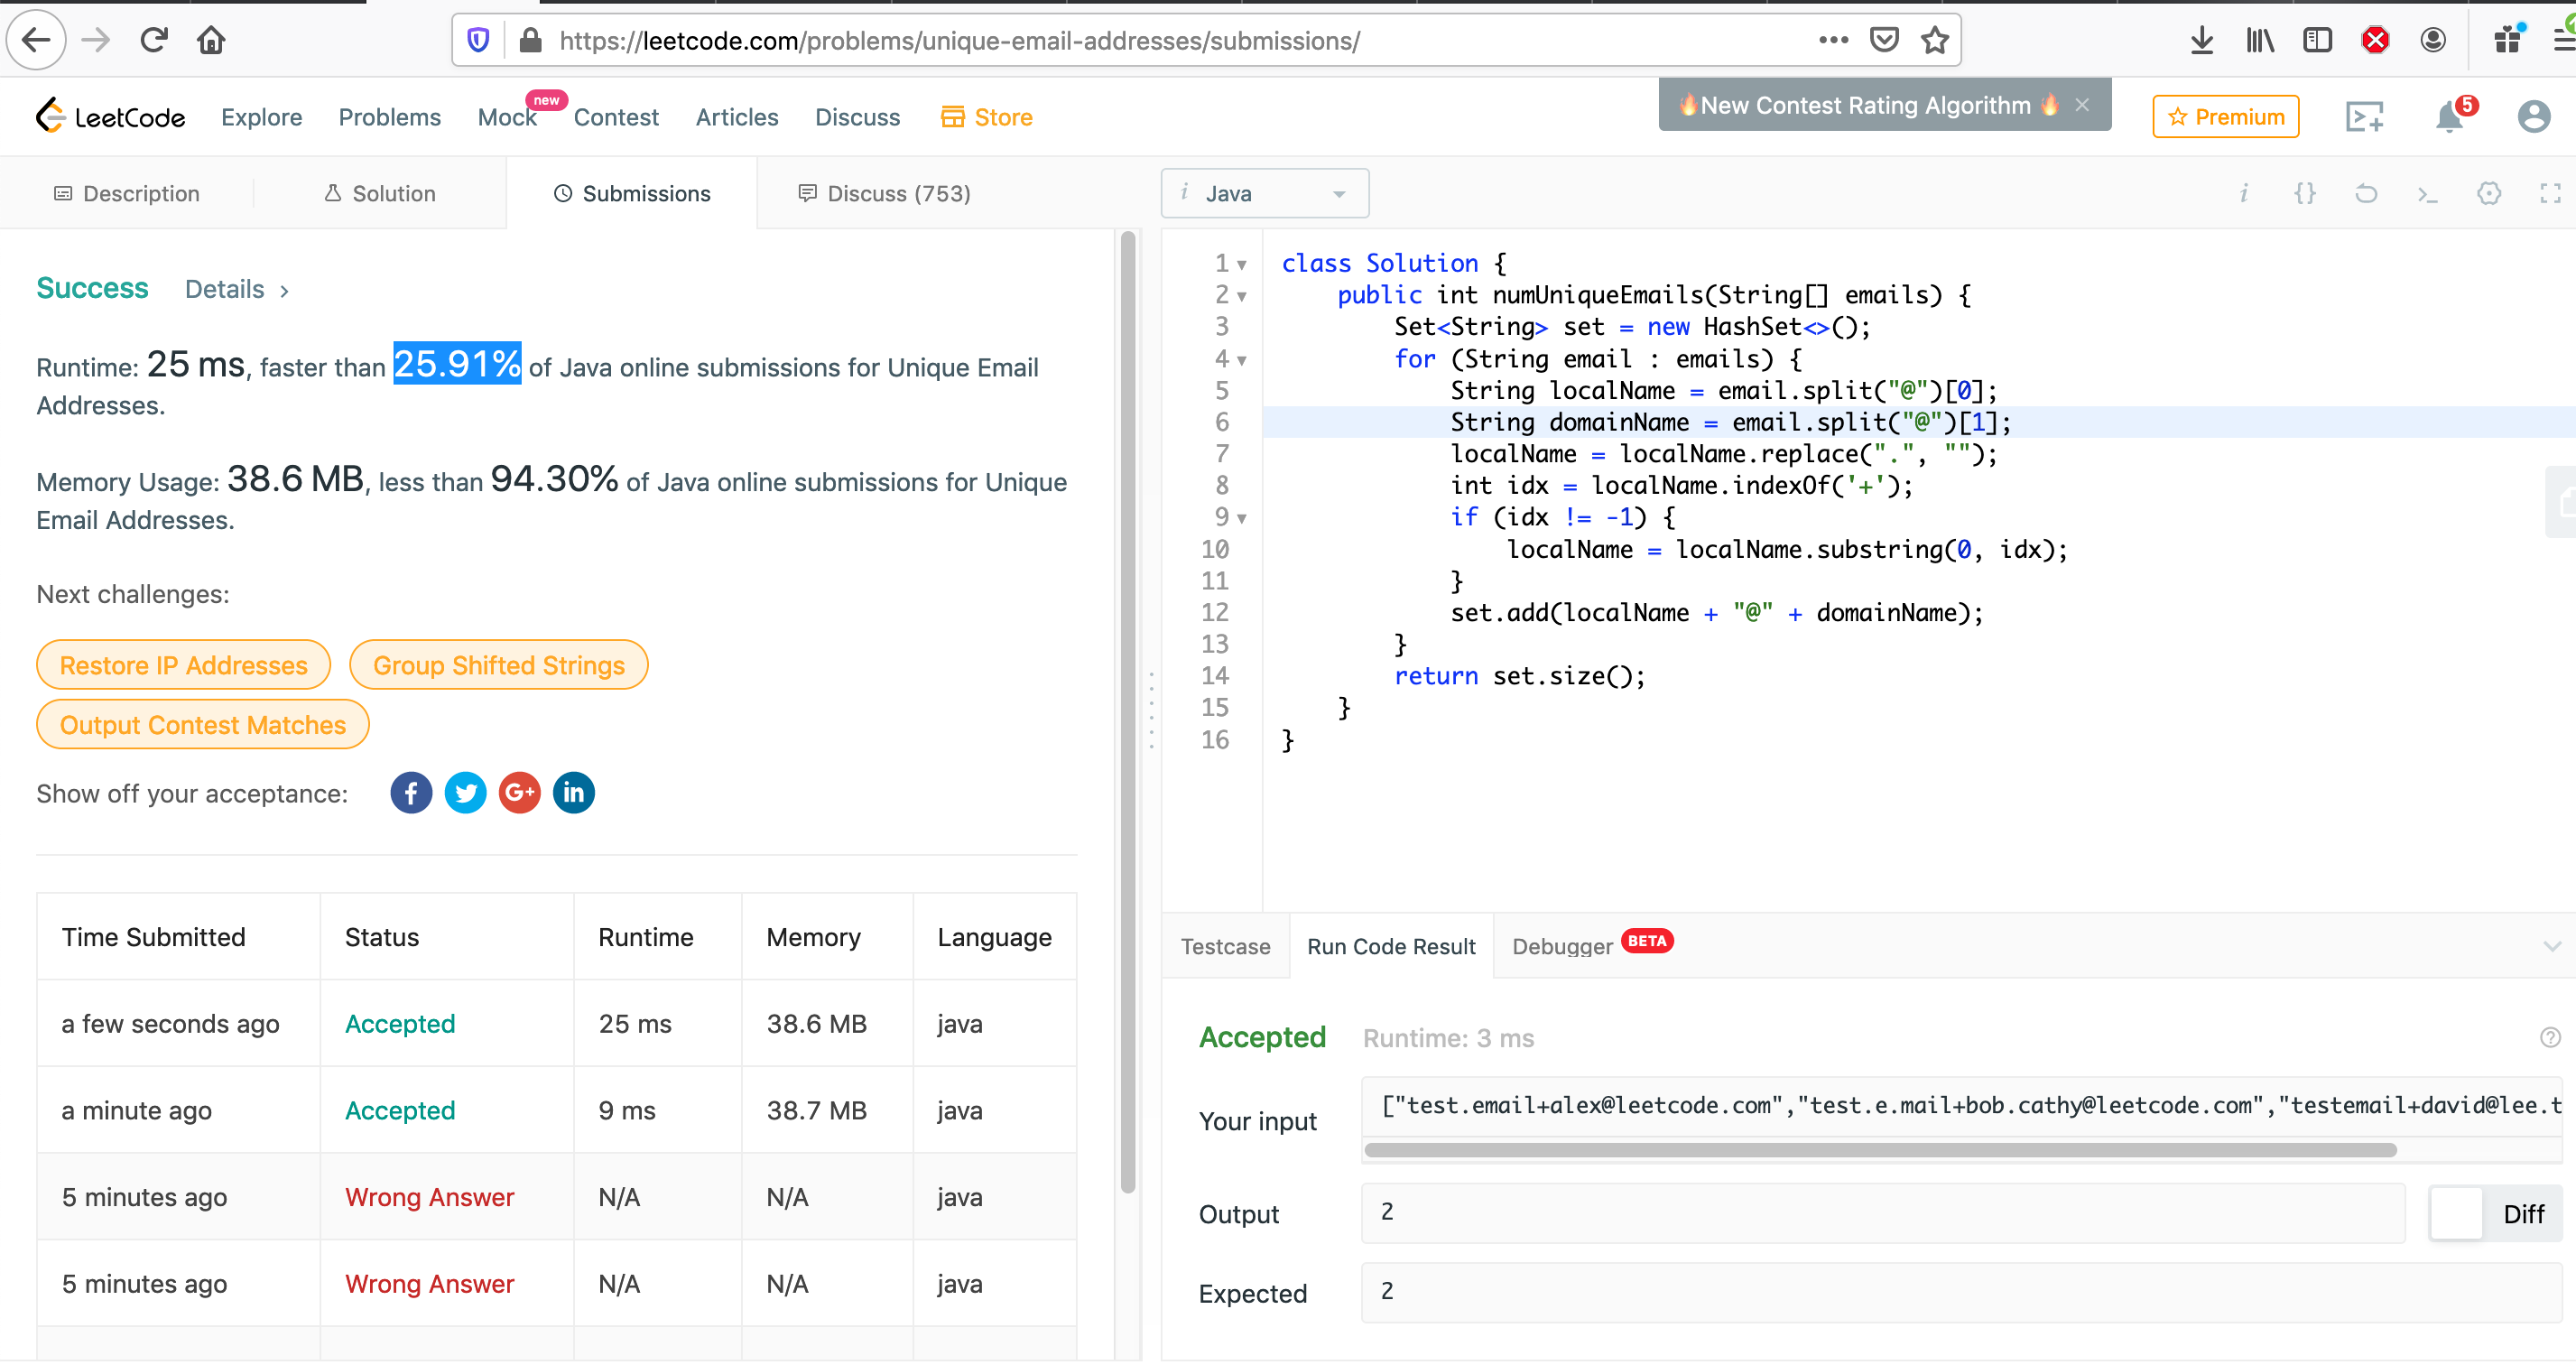 https://leetcode.com/problems/unique-email-addresses/submissions/
LeetCode
Explore
Problems
Mock
new
Contest
Articles
Discuss
Store
🔥New Contest Rating Algorithm 🔥 ×
Premium
5
Description
Solution
Submissions
Discuss (753)
i Java
Success
Details >
Runtime: 25 ms, faster than 25.91% of Java online submissions for Unique Email
Addresses.
Memory Usage: 38.6 MB, less than 94.30% of Java online submissions for Unique
Email Addresses.
Next challenges:
Restore IP Addresses
Group Shifted Strings
Output Contest Matches
Show off your acceptance:
Time Submitted Status Runtime Memory Language
a few seconds ago Accepted 25 ms 38.6 MB java
a minute ago Accepted 9 ms 38.7 MB java
5 minutes ago Wrong Answer N/A N/A java
5 minutes ago Wrong Answer N/A N/A java
1 class Solution {
2     public int numUniqueEmails(String[] emails) {
3         Set<String> set = new HashSet<>();
4         for (String email : emails) {
5             String localName = email.split("@")[0];
6             String domainName = email.split("@")[1];
7             localName = localName.replace(".", "");
8             int idx = localName.indexOf('+');
9             if (idx != -1) {
10                 localName = localName.substring(0, idx);
11             }
12             set.add(localName + "@" + domainName);
13         }
14         return set.size();
15     }
16 }
Testcase
Run Code Result
Debugger BETA
Accepted Runtime: 3 ms
Your input
["test.email+alex@leetcode.com","test.e.mail+bob.cathy@leetcode.com","testemail+david@lee.t
Output
2
Diff
Expected
2